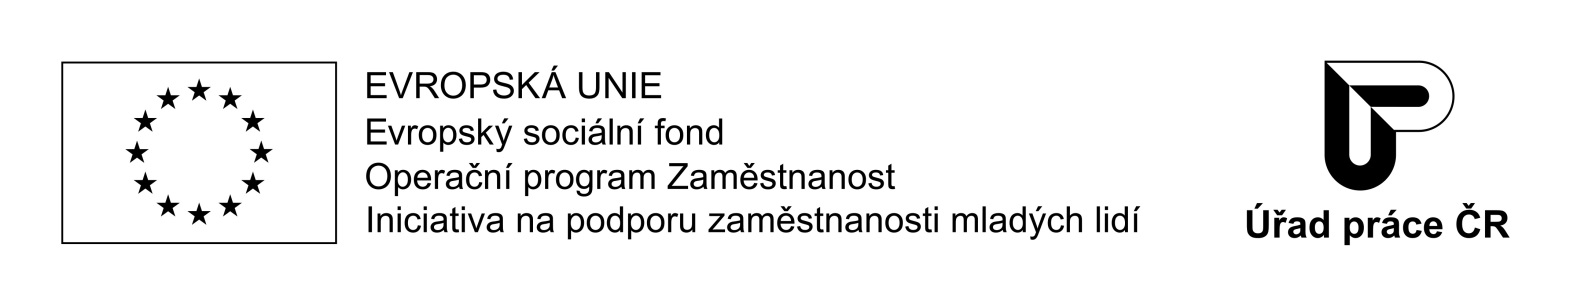 EVROPSKÁ UNIE
Evropský sociální fond
Operační program Zaměstnanost
Iniciativa na podporu zaměstnanosti mladých lidí
Úřad práce ČR